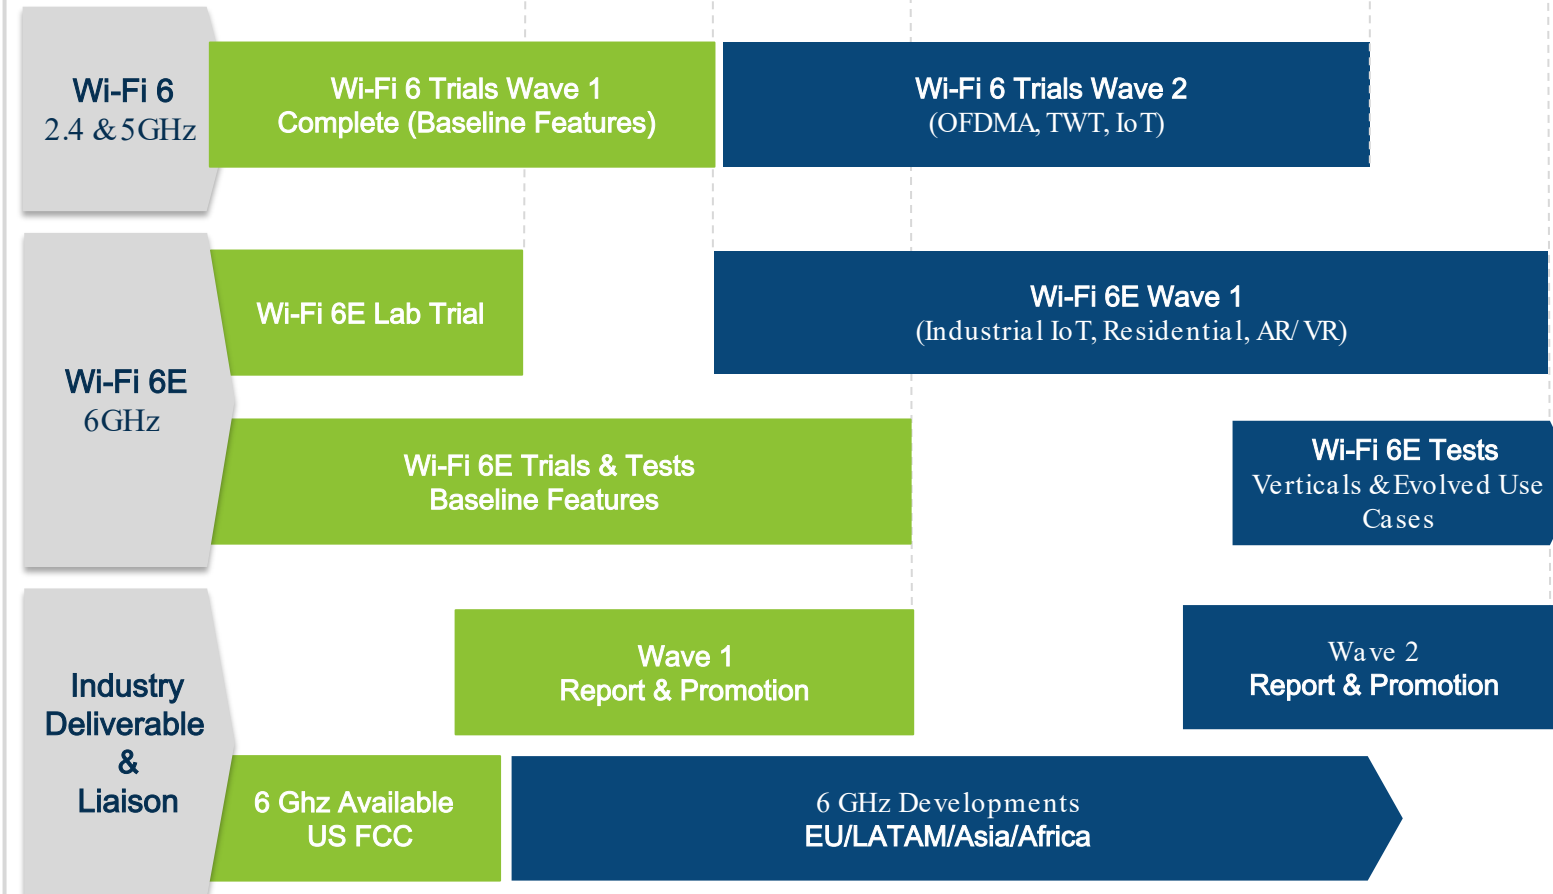 Wi-Fi 6
2.4 & 5GHz
Wi-Fi 6 Trials Wave 1
Complete (Baseline Features)
Wi-Fi 6 Trials Wave 2
(OFDMA, TWT, IoT)
Wi-Fi 6E
6GHz
Wi-Fi 6E Lab Trial
Wi-Fi 6E Wave 1
(Industrial IoT, Residential, AR/VR)
Wi-Fi 6E Trials & Tests
Baseline Features
Wi-Fi 6E Tests
Verticals & Evolved Use
Cases
Industry
Deliverable
&
Liaison
Wave 1
Report & Promotion
Wave 2
Report & Promotion
6 Ghz Available
US FCC
6 GHz Developments
EU/LATAM/Asia/Africa